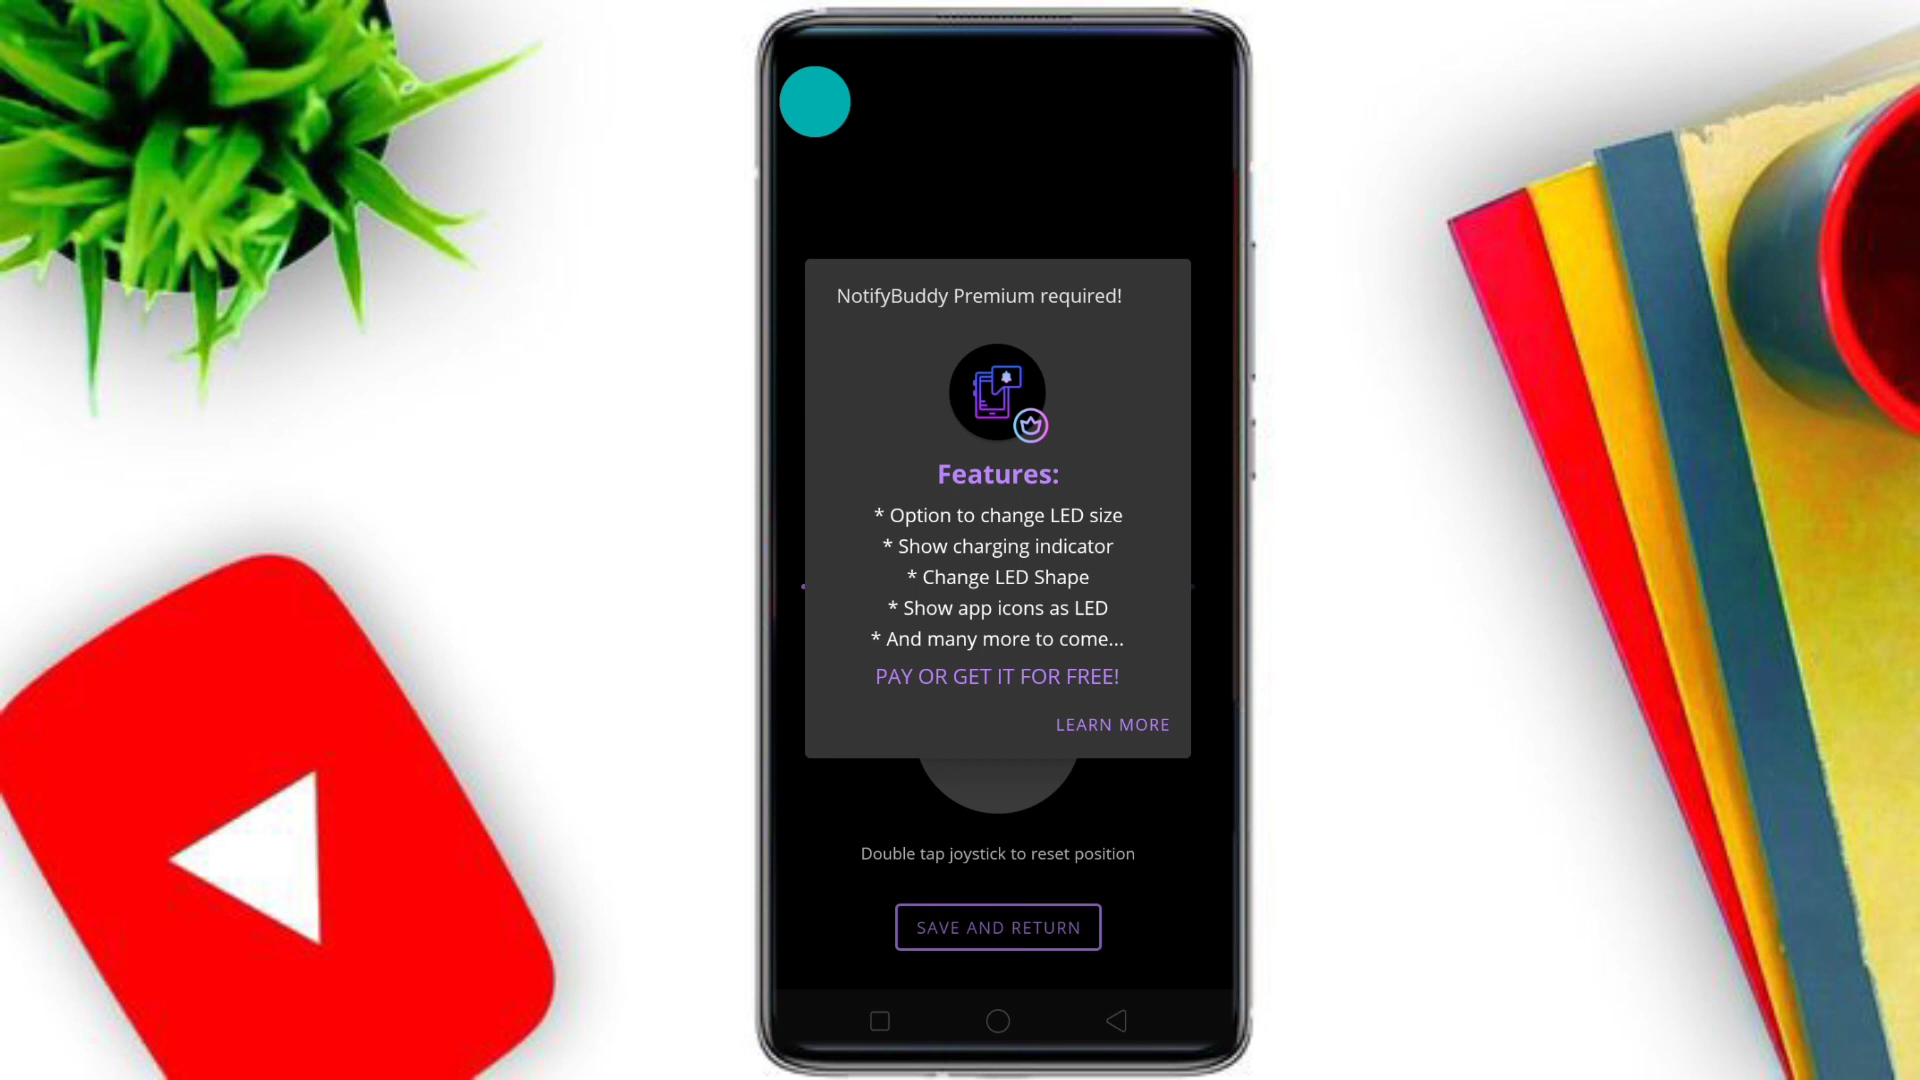 NotifyBuddy Premium required!
Features:
* Option to change LED size
* Show charging indicator
* Change LED Shape
* Show app icons as LED
* And many more to come...
PAY OR GET IT FOR FREE!
LEARN MORE
Double tap joystick to reset position
SAVE AND RETURN